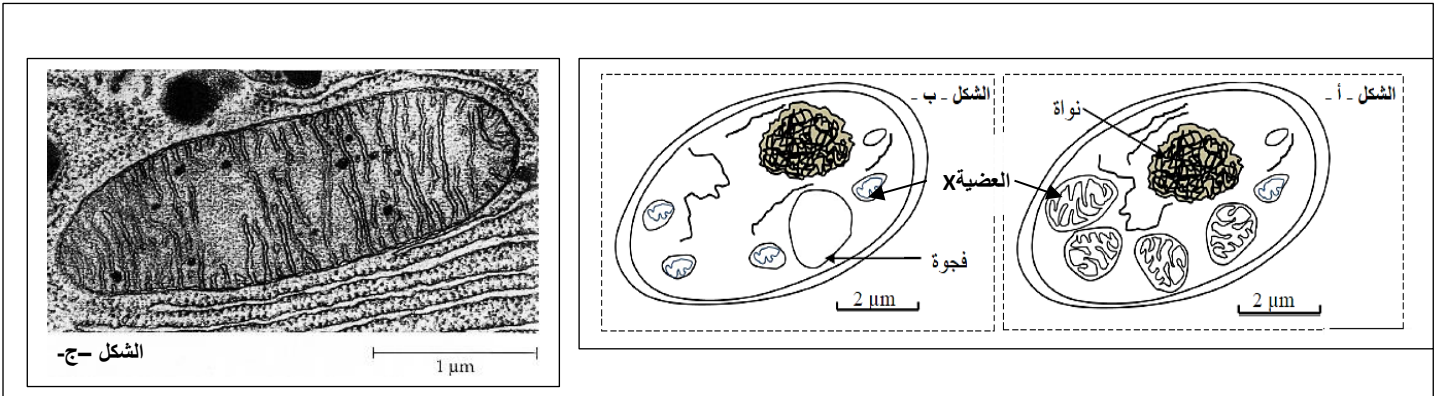 الشكل ـ أ ـ
نواة
العضيةX
2 μm
الشكل ـ ب ـ
فجوة
2 μm
الشكل –ج-
1 μm